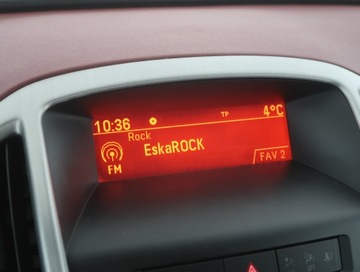 10:36 TP 4°C
Rock
EskaROCK
FM FAV 2